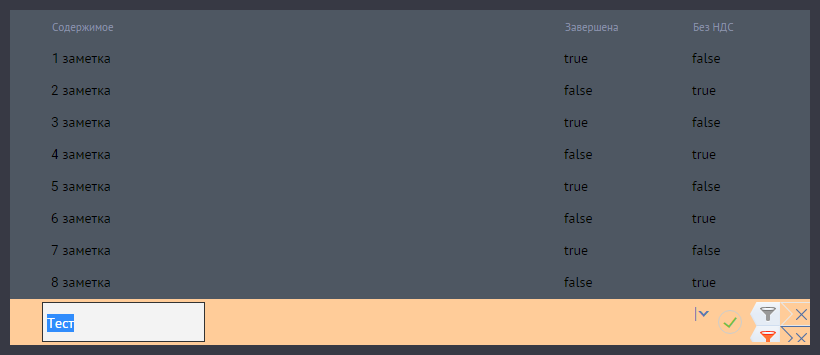 Содержимое Завершена Без НДС
1 заметка true false
2 заметка false true
3 заметка true false
4 заметка false true
5 заметка true false
6 заметка false true
7 заметка true false
8 заметка false true
Тест